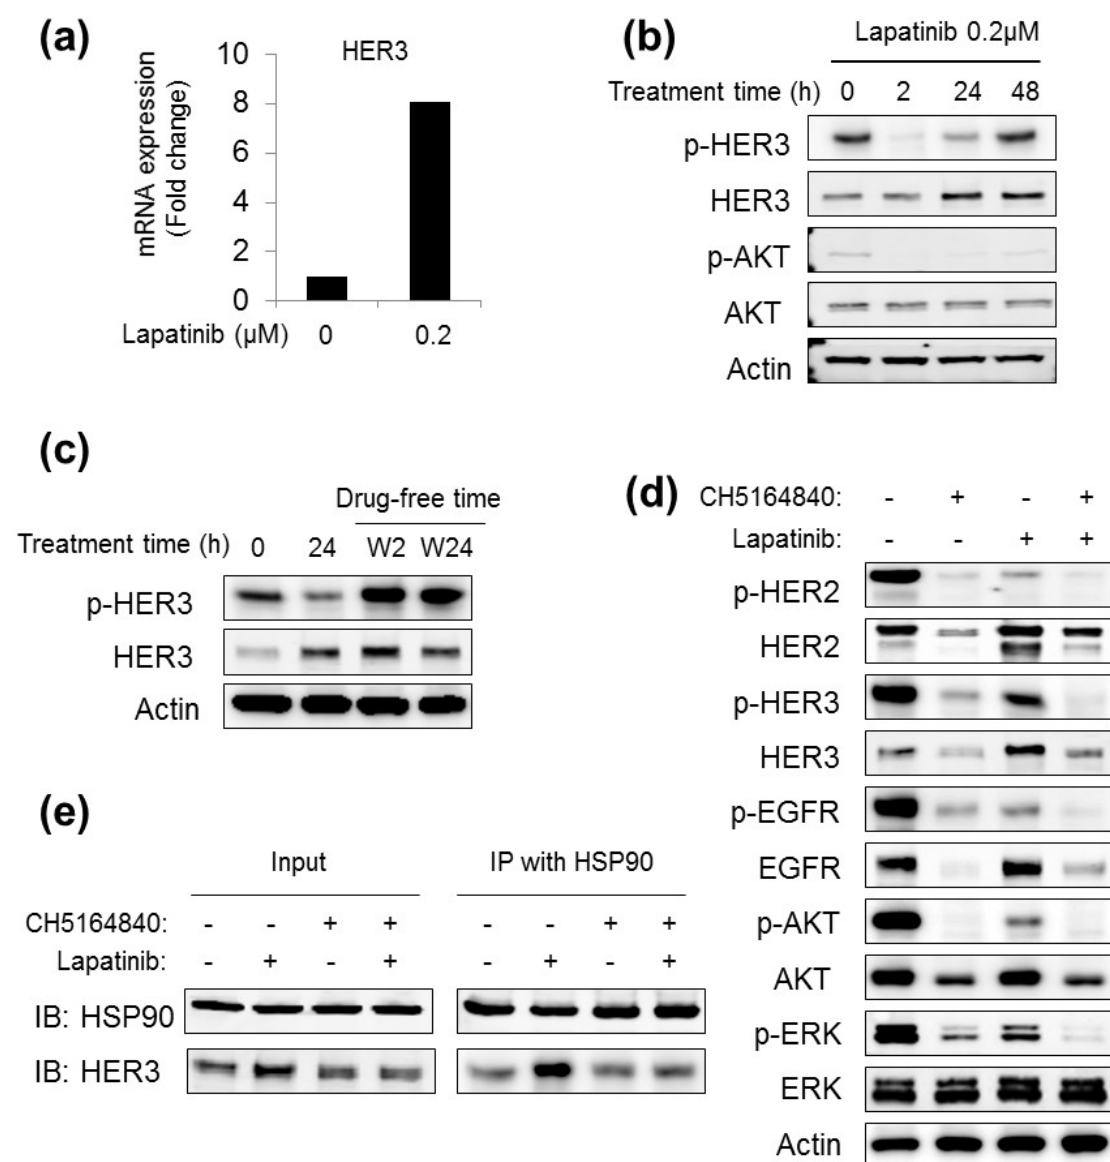 (a)
HER3
mRNA expression
(Fold change)
10
8
6
4
2
0
Lapatinib (µM) 0 0.2
(b)
Lapatinib 0.2µM
Treatment time (h) 0 2 24 48
p-HER3
HER3
p-AKT
AKT
Actin
(c)
Drug-free time
Treatment time (h) 0 24 W2 W24
p-HER3
HER3
Actin
(d)
CH5164840: - + - +
Lapatinib: - - + +
p-HER2
HER2
p-HER3
HER3
p-EGFR
EGFR
p-AKT
AKT
p-ERK
ERK
Actin
(e)
Input IP with HSP90
CH5164840: - - + + - - + +
Lapatinib: - + - + - + - +
IB: HSP90
IB: HER3